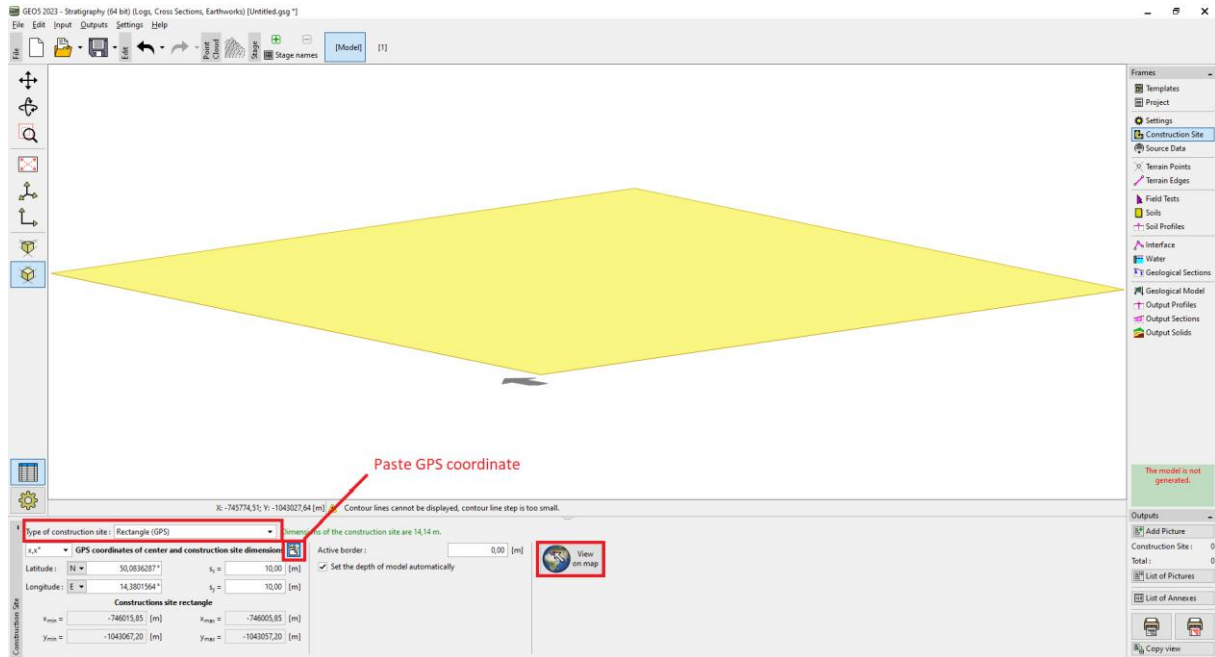 GEO5 2023 - Stratigraphy (64 bit) (Logs, Cross Sections, Earthworks) [Untitled.gsg *]
File Edit Input Outputs Settings Help
File
Edit
Point Cloud
Stage
Stage names
[Model]
[1]
Frames
Templates
Project
Settings
Construction Site
Source Data
Terrain Points
Terrain Edges
Field Tests
Soils
Soil Profiles
Interface
Water
Geological Sections
Geological Model
Output Profiles
Output Sections
Output Solids
Paste GPS coordinate
The model is not
generated.
X: -745774,51; Y: -1043027,64 [m]
Contour lines cannot be displayed, contour line step is too small.
Construction Site
Type of construction site : Rectangle (GPS)
Dimensions of the construction site are 14,14 m.
x,x° GPS coordinates of center and construction site dimensions
Latitude : N 50,0836287° sx = 10,00 [m]
Longitude : E 14,3801564° sy = 10,00 [m]
Constructions site rectangle
xmin = -746015,85 [m] xmax = -746005,85 [m]
ymin = -1043067,20 [m] ymax = -1043057,20 [m]
Active border : 0,00 [m]
Set the depth of model automatically
View
on map
Outputs
Add Picture
Construction Site : 0
Total : 0
List of Pictures
List of Annexes
Copy view